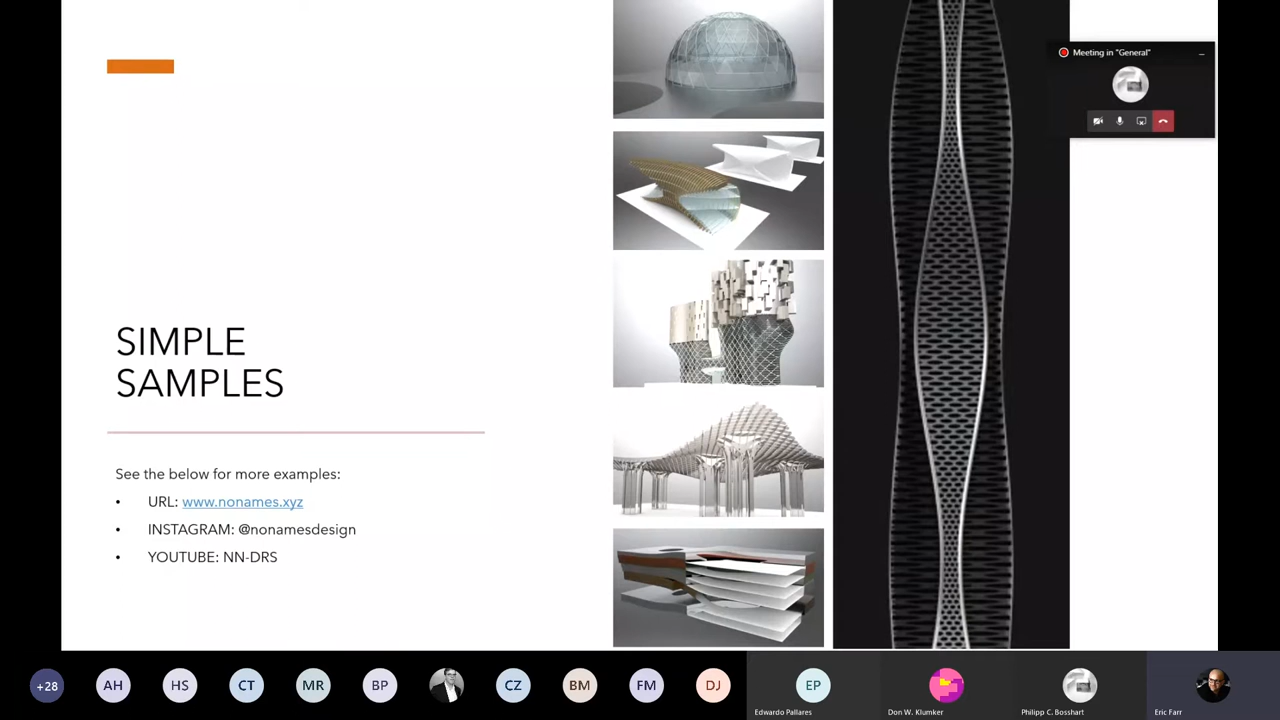 Meeting in "General"
SIMPLE
SAMPLES
See the below for more examples:
• URL: www.nonames.xyz
• INSTAGRAM: @nonamesdesign
• YOUTUBE: NN-DRS
+28
AH
HS
CT
MR
BP
CZ
BM
FM
DJ
EP
Edwardo Pallares
Don W. Klumker
Philipp C. Bosshart
Eric Farr